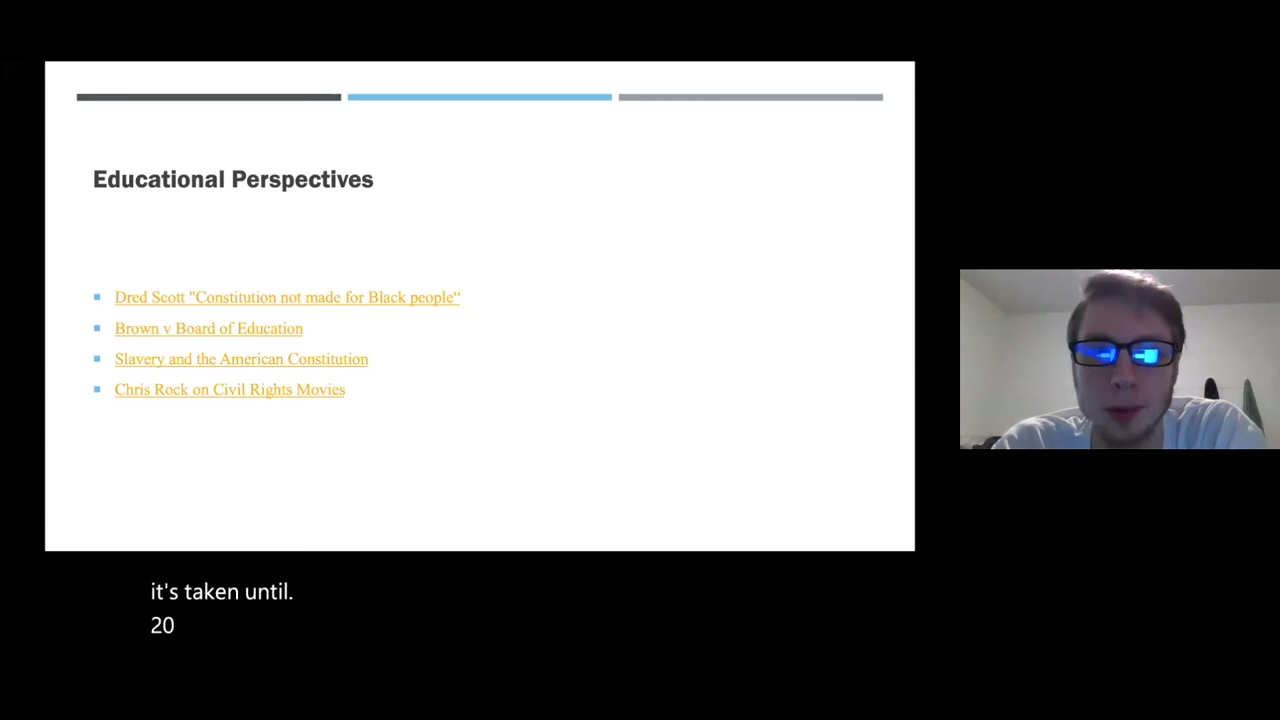 Educational Perspectives
Dred Scott "Constitution not made for Black people“
Brown v Board of Education
Slavery and the American Constitution
Chris Rock on Civil Rights Movies
it's taken until.
20